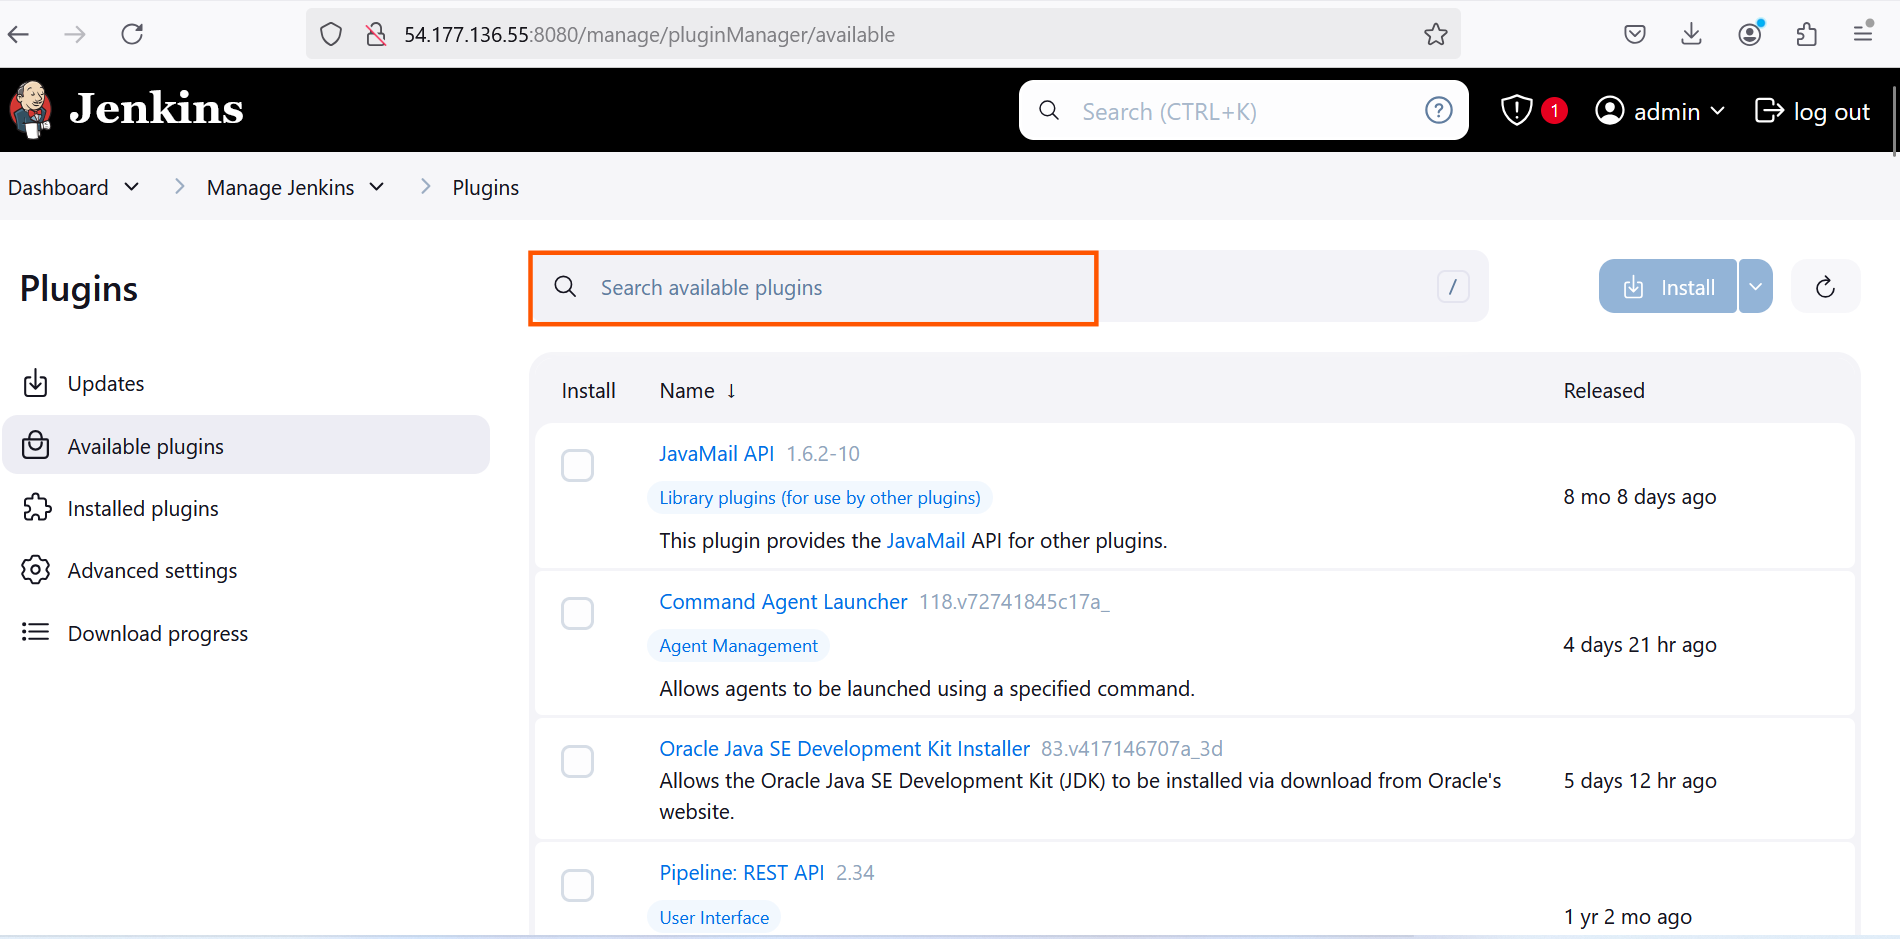 54.177.136.55:8080/manage/pluginManager/available
Jenkins
Search (CTRL+K)
?
1
admin
log out
Dashboard
Manage Jenkins
Plugins
Plugins
Search available plugins
/
Install
Updates
Available plugins
Installed plugins
Advanced settings
Download progress
Install Name ↓ Released
JavaMail API 1.6.2-10
Library plugins (for use by other plugins)
8 mo 8 days ago
This plugin provides the JavaMail API for other plugins.
Command Agent Launcher 118.v72741845c17a_
Agent Management
4 days 21 hr ago
Allows agents to be launched using a specified command.
Oracle Java SE Development Kit Installer 83.v417146707a_3d
Allows the Oracle Java SE Development Kit (JDK) to be installed via download from Oracle's
website.
5 days 12 hr ago
Pipeline: REST API 2.34
User Interface
1 yr 2 mo ago